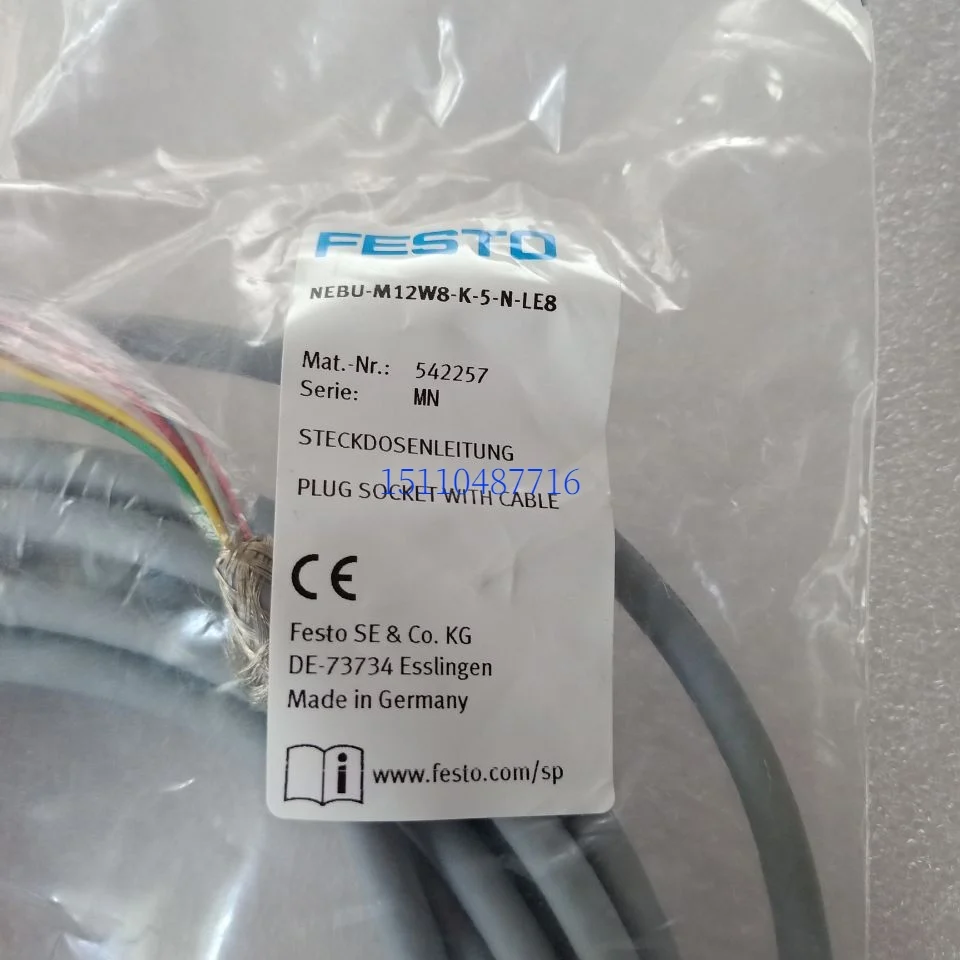 FESTO
NEBU-M12W8-K-5-N-LE8
Mat.-Nr.: 542257
Serie: MN
STECKDOSENLEITUNG
15110487716
PLUG SOCKET WITH CABLE
CE
Festo SE & Co. KG
DE-73734 Esslingen
Made in Germany
i www.festo.com/sp